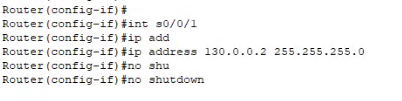 Router(config-if)#
Router(config-if)#int s0/0/1
Router(config-if)#ip add
Router(config-if)#ip address 130.0.0.2 255.255.255.0
Router(config-if)#no shu
Router(config-if)#no shutdown